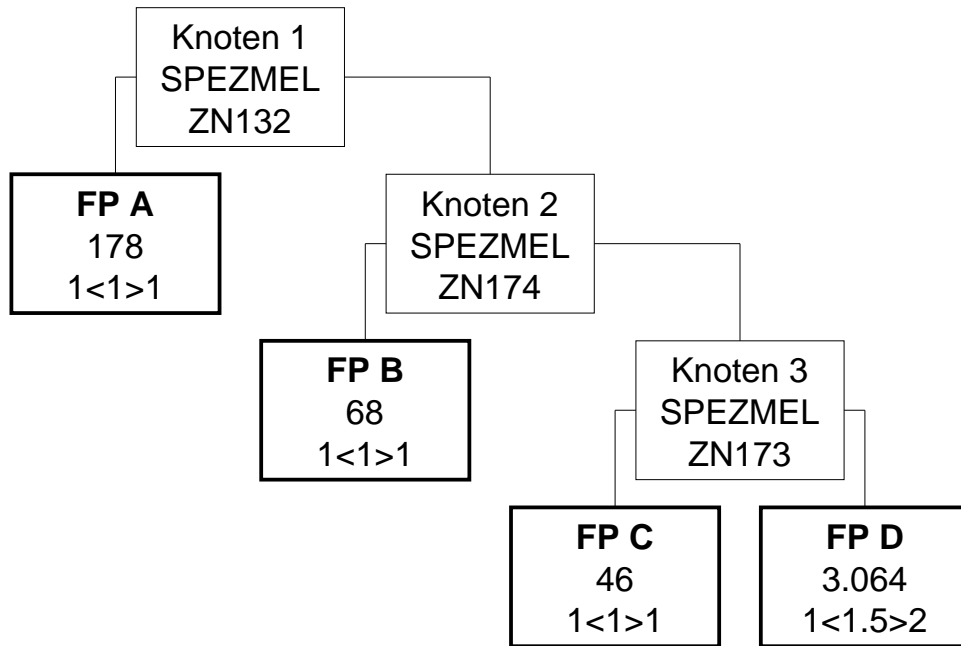 Knoten 1
SPEZMEL
ZN132
FP A
178
1<1>1
Knoten 2
SPEZMEL
ZN174
FP B
68
1<1>1
Knoten 3
SPEZMEL
ZN173
FP C
46
1<1>1
FP D
3.064
1<1.5>2